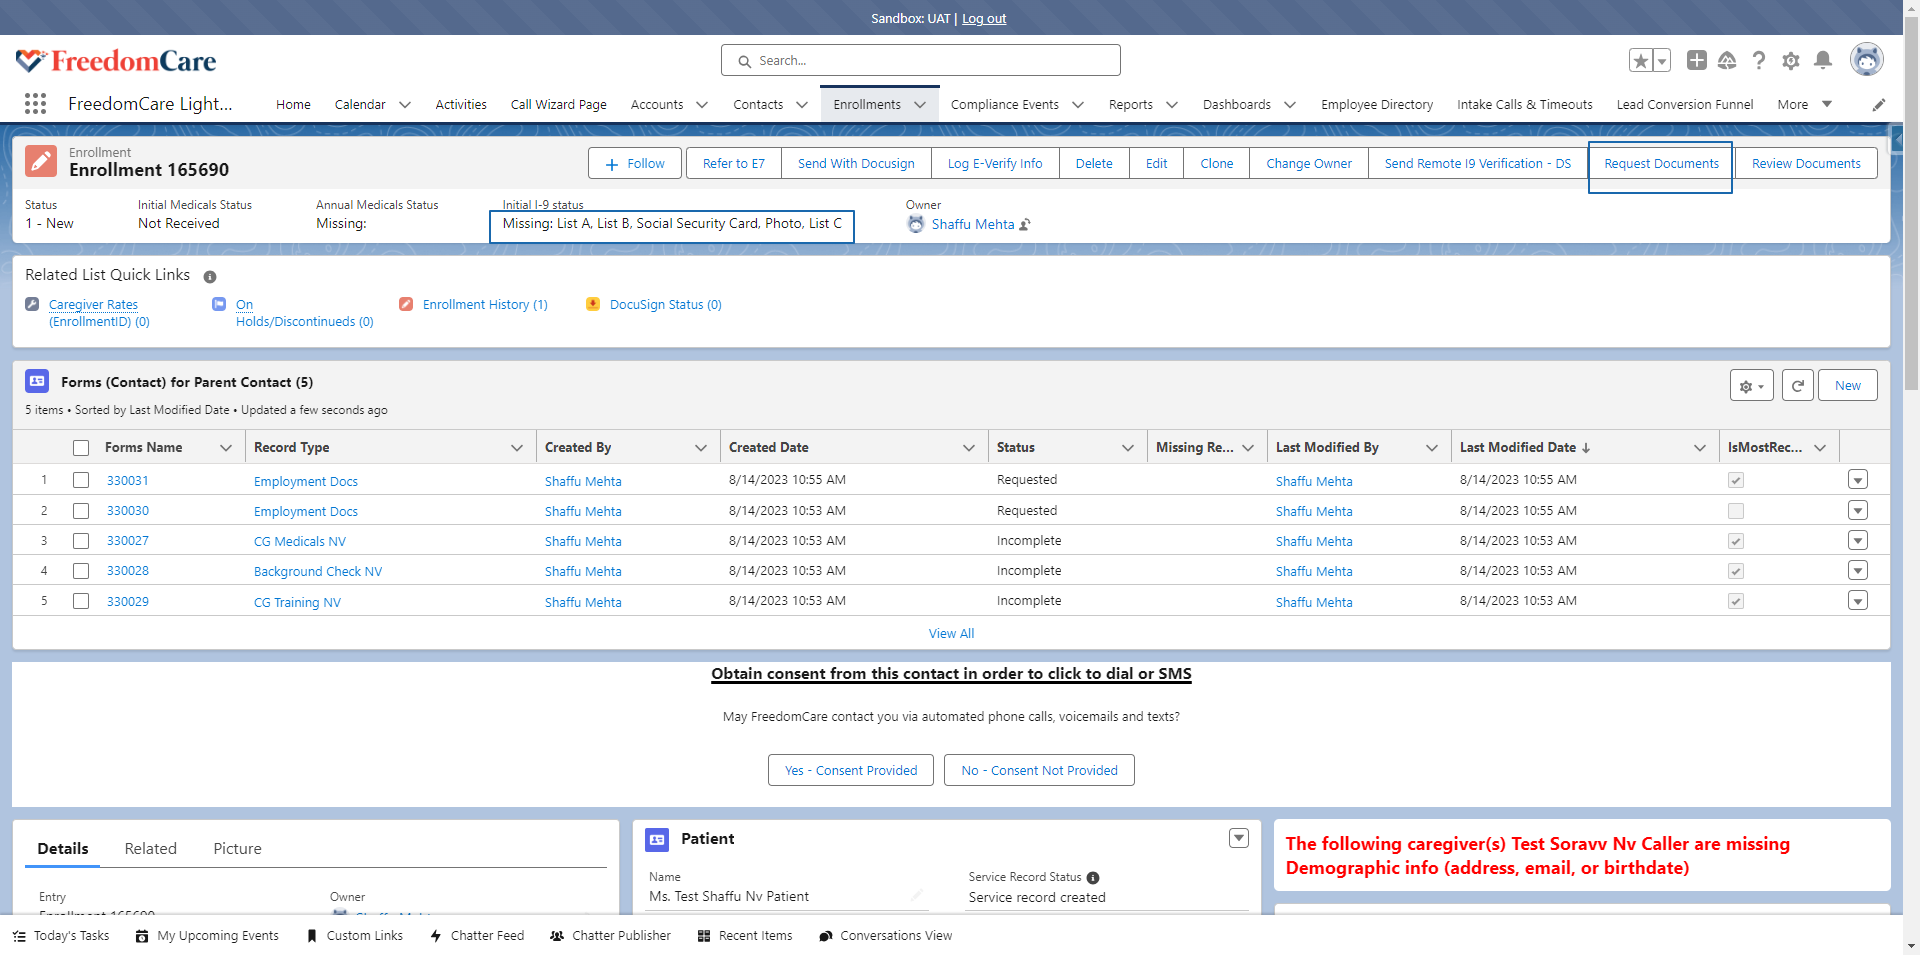 Sandbox: UAT | Log out
FreedomCare
Search...
FreedomCare Light...
Home
Calendar
Activities
Call Wizard Page
Accounts
Contacts
Enrollments
Compliance Events
Reports
Dashboards
Employee Directory
Intake Calls & Timeouts
Lead Conversion Funnel
More
Enrollment
Enrollment 165690
Follow
Refer to E7
Send With Docusign
Log E-Verify Info
Delete
Edit
Clone
Change Owner
Send Remote I9 Verification - DS
Request Documents
Review Documents
Status
1 - New
Initial Medicals Status
Not Received
Annual Medicals Status
Missing:
Initial I-9 status
Missing: List A, List B, Social Security Card, Photo, List C
Owner
Shaffu Mehta
Related List Quick Links
Caregiver Rates
(EnrollmentID) (0)
On
Holds/Discontinueds (0)
Enrollment History (1)
DocuSign Status (0)
Forms (Contact) for Parent Contact (5)
5 items • Sorted by Last Modified Date • Updated a few seconds ago
New
Forms Name Record Type Created By Created Date Status Missing Re... Last Modified By Last Modified Date IsMostRec...
1 330031 Employment Docs Shaffu Mehta 8/14/2023 10:55 AM Requested Shaffu Mehta 8/14/2023 10:55 AM
2 330030 Employment Docs Shaffu Mehta 8/14/2023 10:53 AM Requested Shaffu Mehta 8/14/2023 10:55 AM
3 330027 CG Medicals NV Shaffu Mehta 8/14/2023 10:53 AM Incomplete Shaffu Mehta 8/14/2023 10:53 AM
4 330028 Background Check NV Shaffu Mehta 8/14/2023 10:53 AM Incomplete Shaffu Mehta 8/14/2023 10:53 AM
5 330029 CG Training NV Shaffu Mehta 8/14/2023 10:53 AM Incomplete Shaffu Mehta 8/14/2023 10:53 AM
View All
Obtain consent from this contact in order to click to dial or SMS
May FreedomCare contact you via automated phone calls, voicemails and texts?
Yes - Consent Provided
No - Consent Not Provided
Details
Related
Picture
Entry
Enrollment 165690
Owner
Patient
Name
Ms. Test Shaffu Nv Patient
Service Record Status
Service record created
The following caregiver(s) Test Soravv Nv Caller are missing
Demographic info (address, email, or birthdate)
Today's Tasks
My Upcoming Events
Custom Links
Chatter Feed
Chatter Publisher
Recent Items
Conversations View